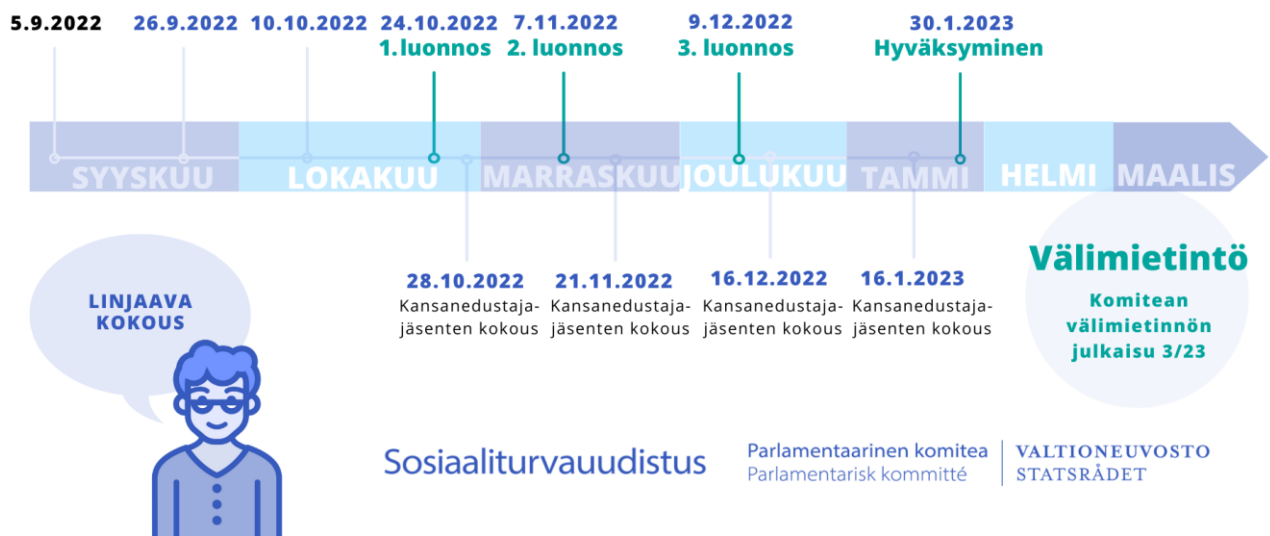 5.9.2022 26.9.2022 10.10.2022 24.10.2022 7.11.2022 9.12.2022 30.1.2023
1.luonnos 2. luonnos 3. luonnos Hyväksyminen
SYYSKUU LOKAKUU MARRASKUU JOULUKUU TAMMI HELMI MAALIS
28.10.2022 21.11.2022 16.12.2022 16.1.2023
Kansanedustaja- Kansanedustaja- Kansanedustaja- Kansanedustaja-
jäsenten kokous jäsenten kokous jäsenten kokous jäsenten kokous
Välimietintö
Komitean
välimietinnön
julkaisu 3/23
LINJAAVA
KOKOUS
Sosiaaliturvauudistus
Parlamentaarinen komitea
Parlamentarisk kommitté
VALTIONEUVOSTO
STATSRÅDET